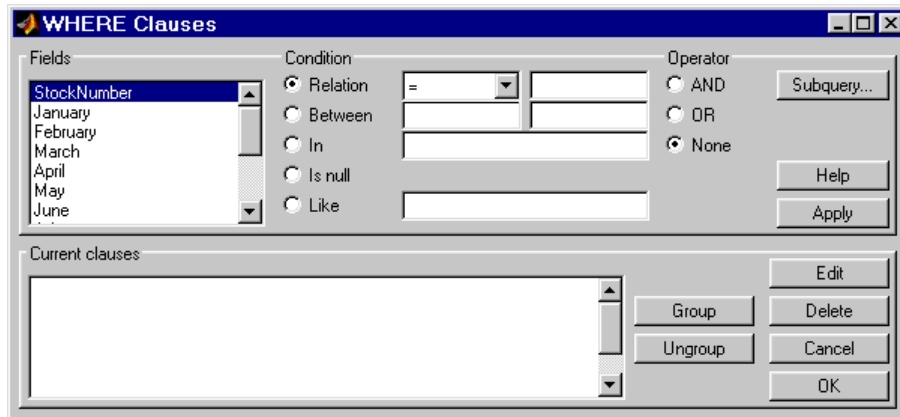 WHERE Clauses
Fields
Condition
Operator
StockNumber
January
February
March
April
May
June
Relation
=
Between
In
Is null
Like
AND
OR
None
Subquery...
Help
Apply
Current clauses
Group
Ungroup
Edit
Delete
Cancel
OK